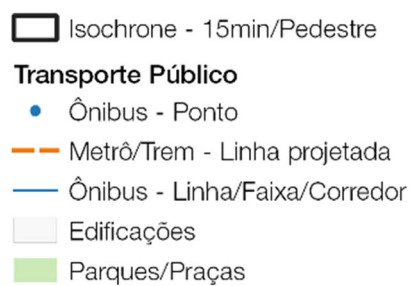 Isochrone - 15min/Pedestre
Transporte Público
Ônibus - Ponto
Metrô/Trem - Linha projetada
Ônibus - Linha/Faixa/Corredor
Edificações
Parques/Praças